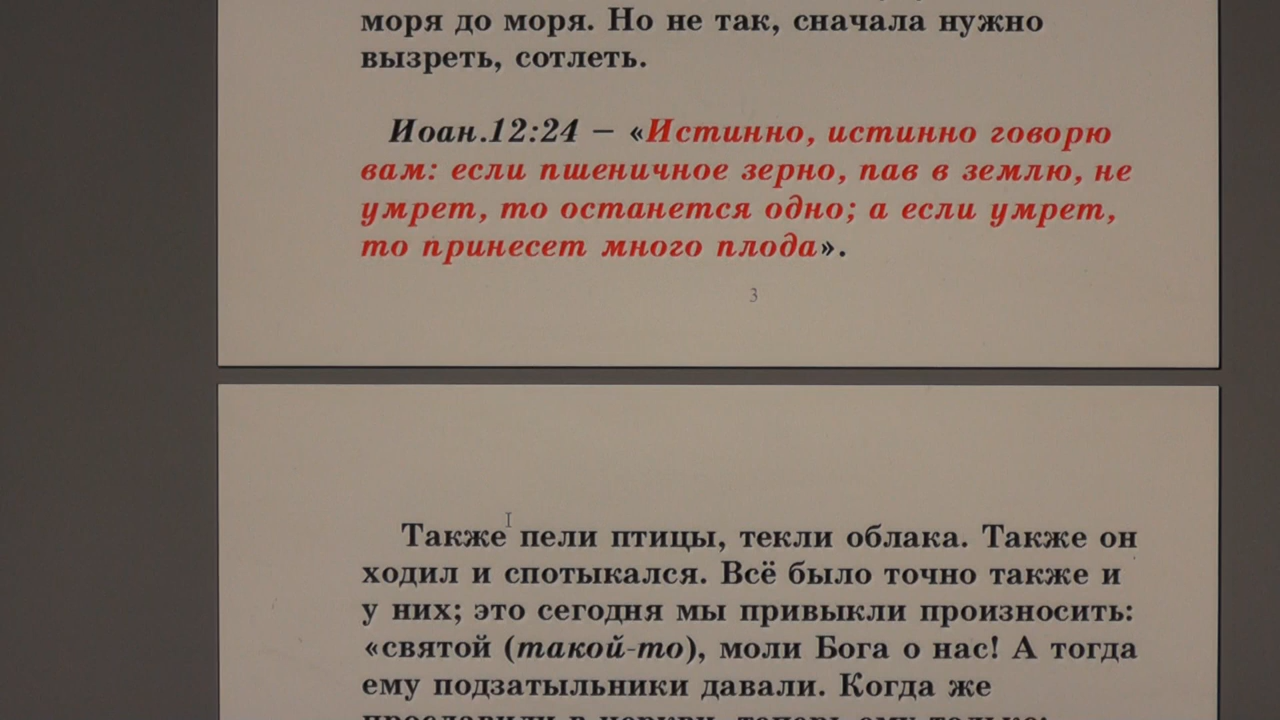 моря до моря. Но не так, сначала нужно
вызреть, сотлеть.
Иоан.12:24 – «Истинно, истинно говорю
вам: если пшеничное зерно, пав в землю, не
умрет, то останется одно; а если умрет,
то принесет много плода».
3
Также пели птицы, текли облака. Также он
ходил и спотыкался. Всё было точно также и
у них; это сегодня мы привыкли произносить:
«святой (такой-то), моли Бога о нас! А тогда
ему подзатыльники давали. Когда же